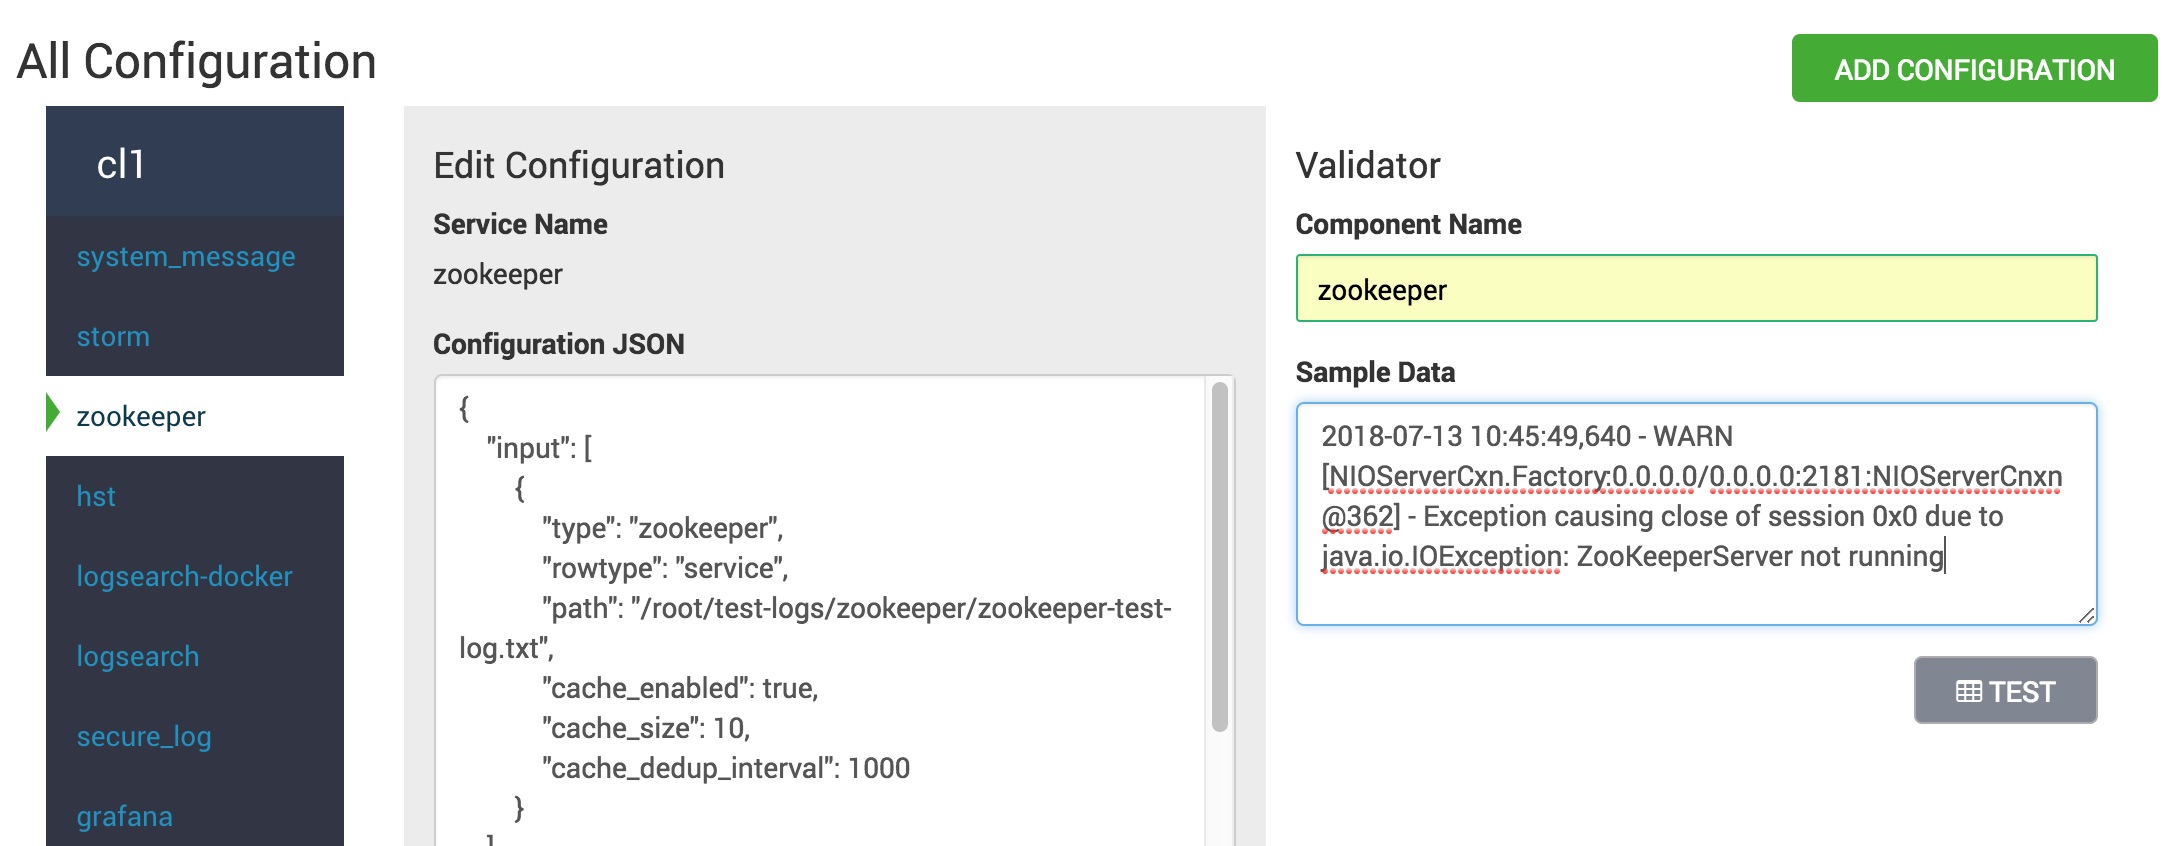 All Configuration
ADD CONFIGURATION
cl1
system_message
storm
zookeeper
hst
logsearch-docker
logsearch
secure_log
grafana
Edit Configuration
Service Name
zookeeper
Configuration JSON
{
"input": [
{
"type": "zookeeper",
"rowtype": "service",
"path": "/root/test-logs/zookeeper/zookeeper-test-
log.txt",
"cache_enabled": true,
"cache_size": 10,
"cache_dedup_interval": 1000
}
]
Validator
Component Name
zookeeper
Sample Data
2018-07-13 10:45:49,640 - WARN
[NIOServerCxn.Factory:0.0.0.0/0.0.0.0:2181:NIOServerCnxn
@362] - Exception causing close of session 0x0 due to
java.io.IOException: ZooKeeperServer not running
TEST